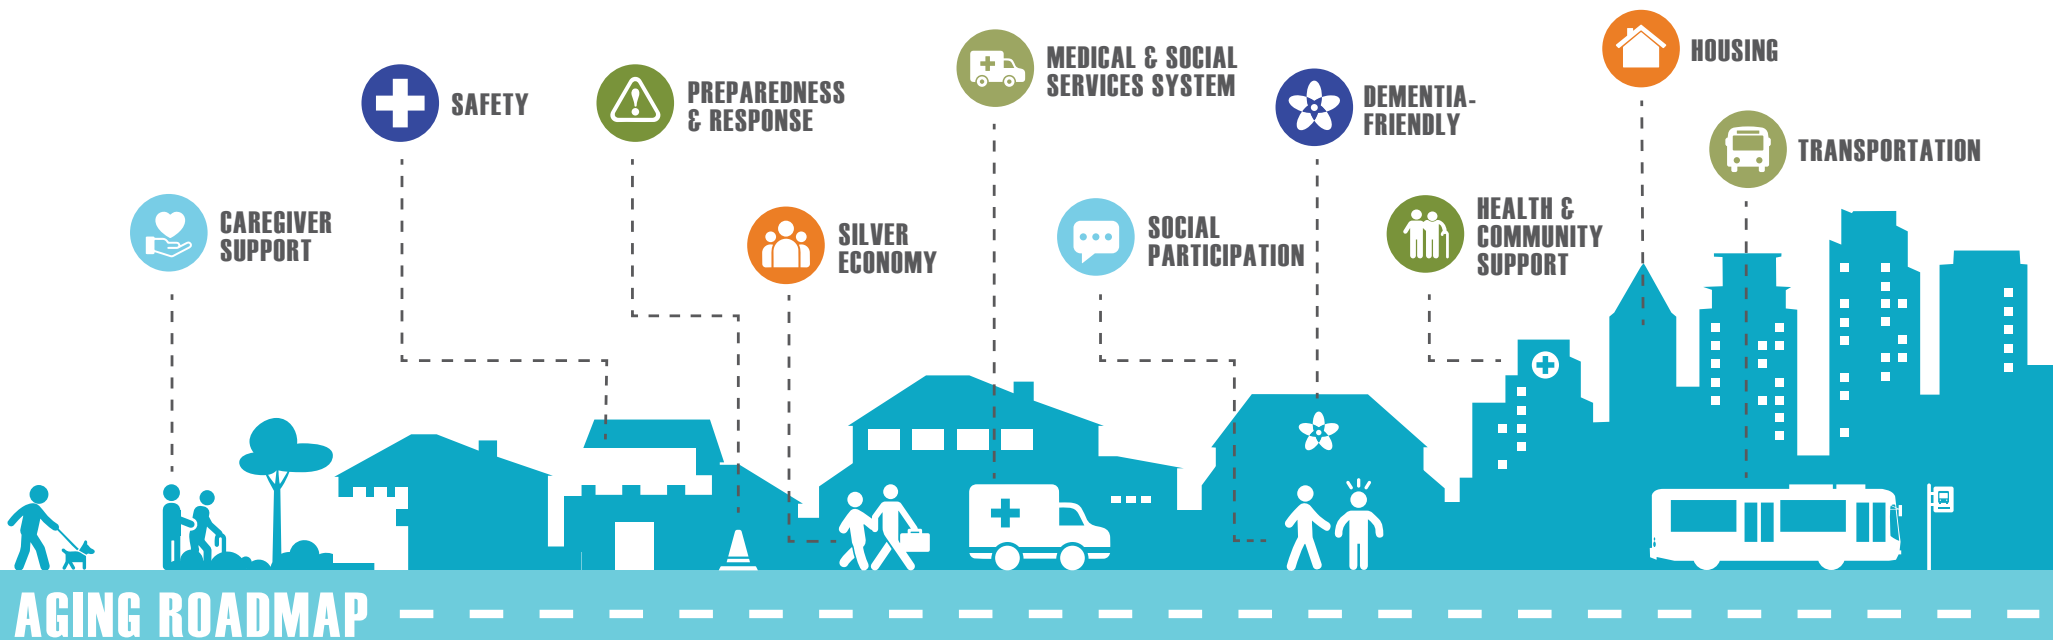 CAREGIVER
SUPPORT
SAFETY
PREPAREDNESS
& RESPONSE
SILVER
ECONOMY
MEDICAL & SOCIAL
SERVICES SYSTEM
SOCIAL
PARTICIPATION
DEMENTIA-
FRIENDLY
HEALTH &
COMMUNITY
SUPPORT
HOUSING
TRANSPORTATION
AGING ROADMAP